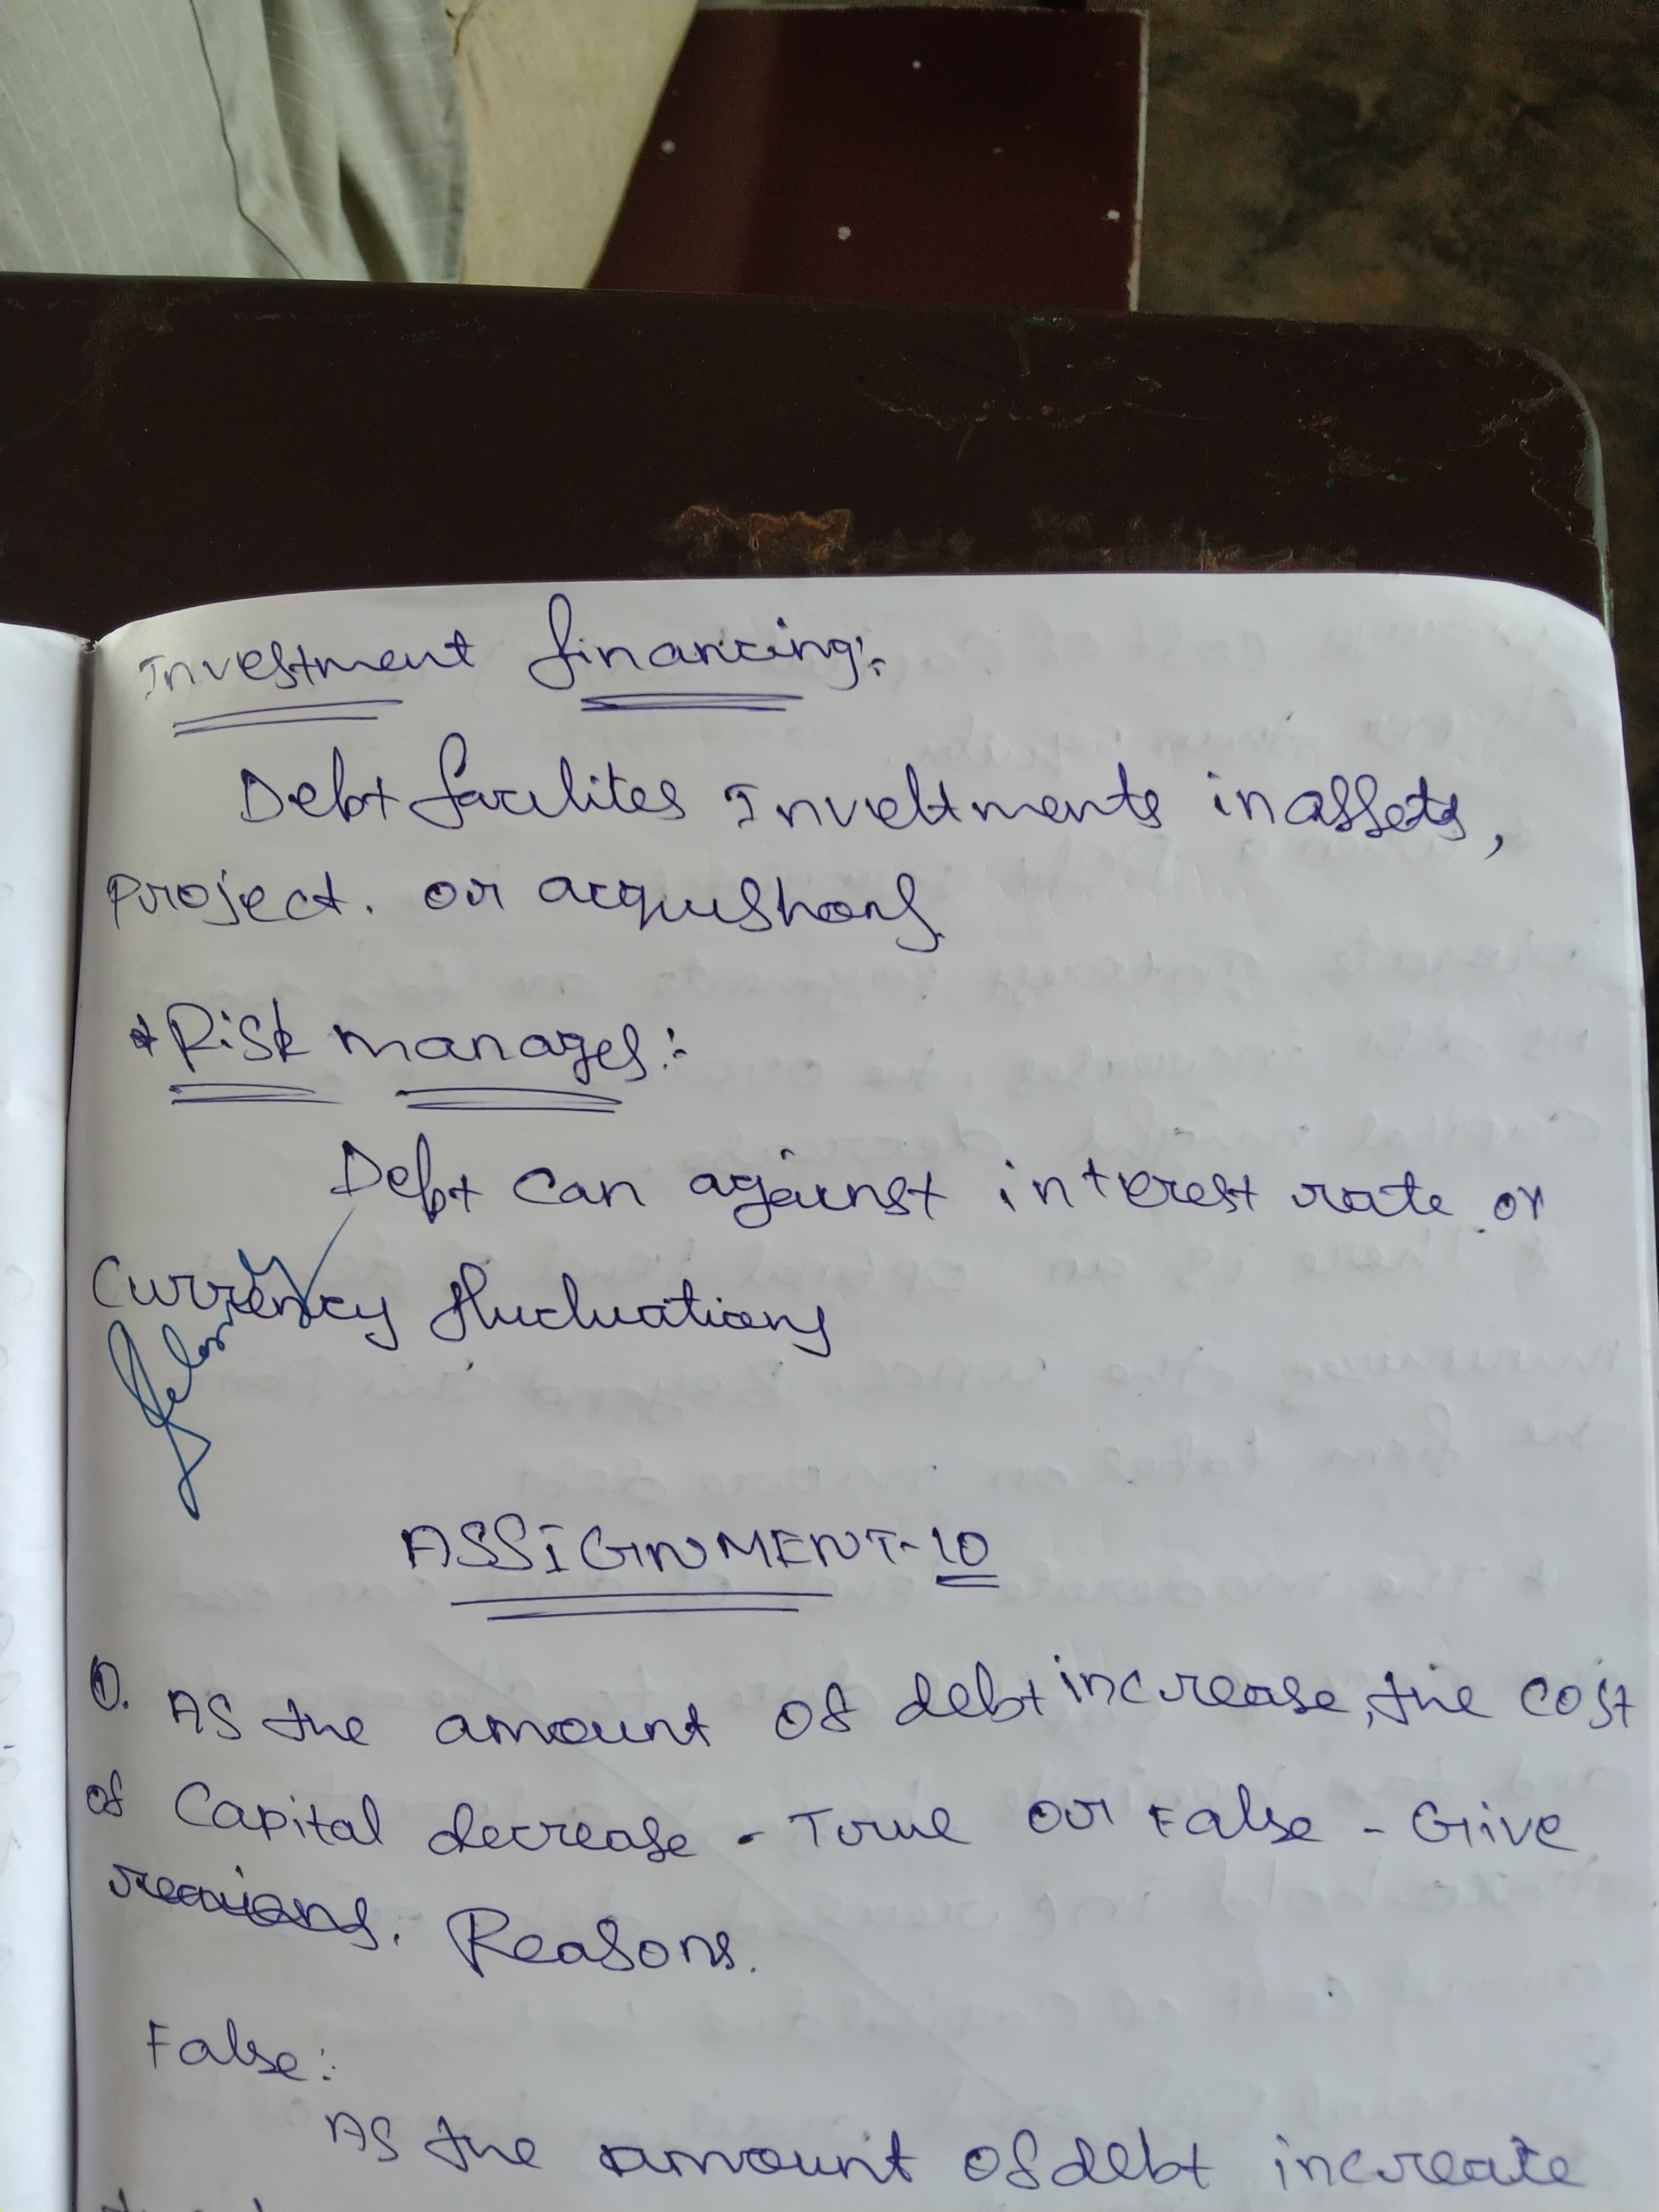 Investment financing:-
Debt facilites Investments in assets,
project. or acquistions
* Risk manages:-
Debt can against interest rate or
Currency fluctuations
ASSIGNMENT-10
1). As the amount of debt increase, the cost
of Capital decrease - True or False - Give
Reasons.
False:-
As the amount of debt increate